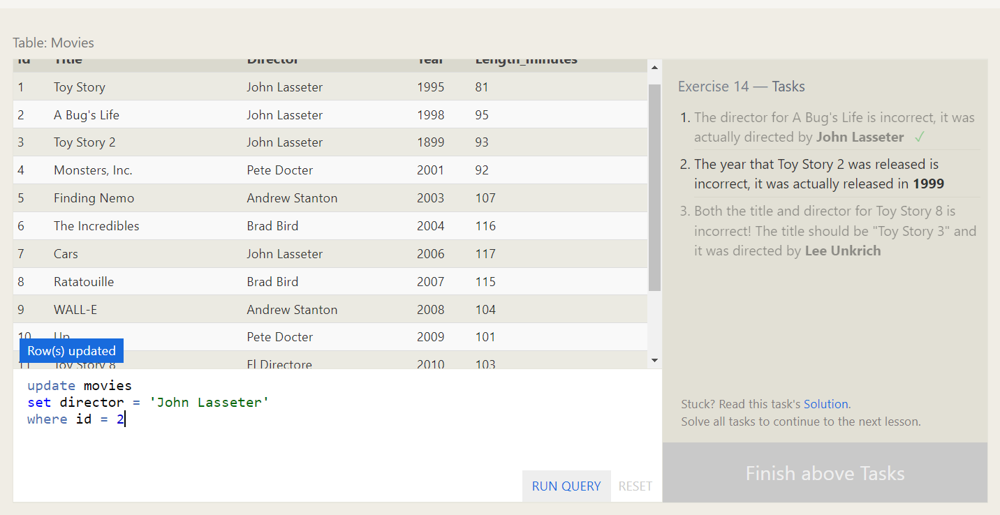 Table: Movies
Id Title Director Year Length_minutes
1 Toy Story John Lasseter 1995 81
2 A Bug's Life John Lasseter 1998 95
3 Toy Story 2 John Lasseter 1899 93
4 Monsters, Inc. Pete Docter 2001 92
5 Finding Nemo Andrew Stanton 2003 107
6 The Incredibles Brad Bird 2004 116
7 Cars John Lasseter 2006 117
8 Ratatouille Brad Bird 2007 115
9 WALL-E Andrew Stanton 2008 104
10 Up Pete Docter 2009 101
11 Toy Story 8 El Directore 2010 103
Row(s) updated
update movies
set director = 'John Lasseter'
where id = 2
RUN QUERY RESET
Exercise 14 — Tasks
1. The director for A Bug's Life is incorrect, it was
actually directed by John Lasseter ✓
2. The year that Toy Story 2 was released is
incorrect, it was actually released in 1999
3. Both the title and director for Toy Story 8 is
incorrect! The title should be "Toy Story 3" and
it was directed by Lee Unkrich
Stuck? Read this task's Solution.
Solve all tasks to continue to the next lesson.
Finish above Tasks